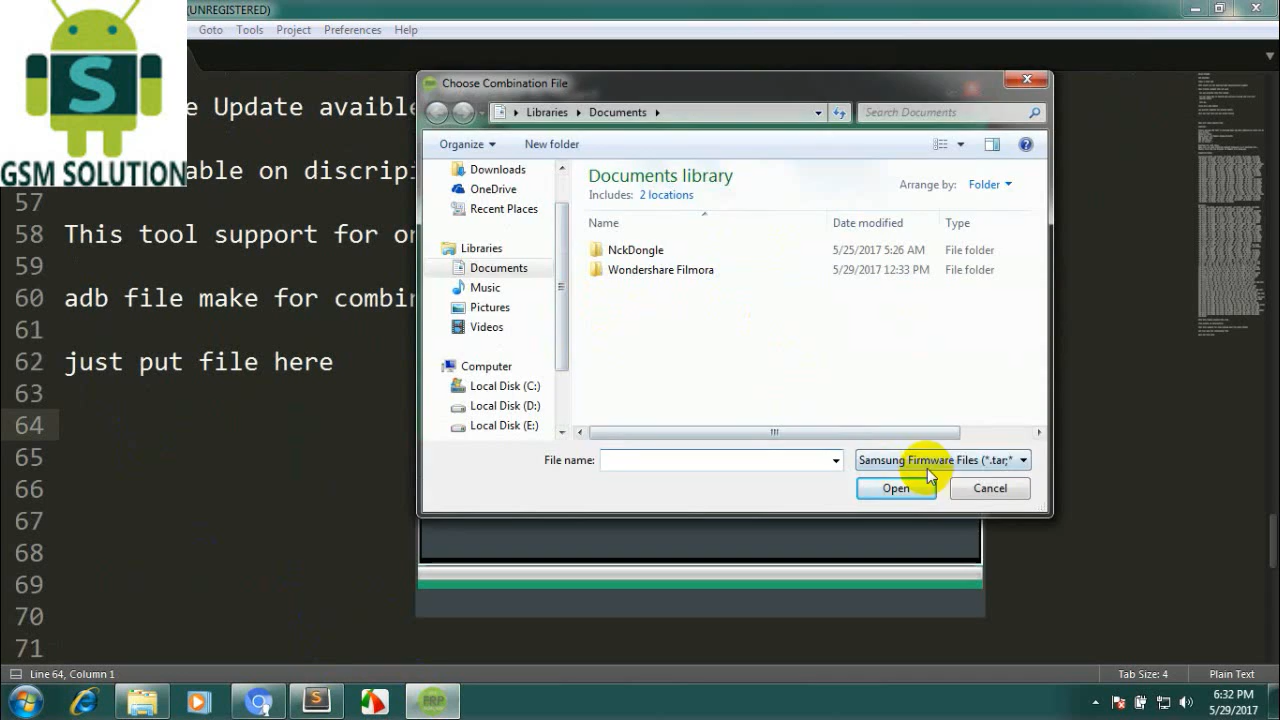 (UNREGISTERED)
Goto Tools Project Preferences Help
S
GSM SOLUTION
e Update avaible
able on discripi
57
58 This tool support for on
59
60 adb file make for combin
61
62 just put file here
63
64
65
66
67
68
69
70
71
Choose Combination File
Libraries Documents
Search Documents
Organize New folder
Downloads
OneDrive
Recent Places
Libraries
Documents
Music
Pictures
Videos
Computer
Local Disk (C:)
Local Disk (D:)
Local Disk (E:)
Documents library
Includes: 2 locations
Arrange by: Folder
Name Date modified Type
NckDongle 5/25/2017 5:26 AM File folder
Wondershare Filmora 5/29/2017 12:33 PM File folder
File name: Samsung Firmware Files (*.tar;*
Open Cancel
Line 64, Column 1 Tab Size: 4 Plain Text
6:32 PM
5/29/2017